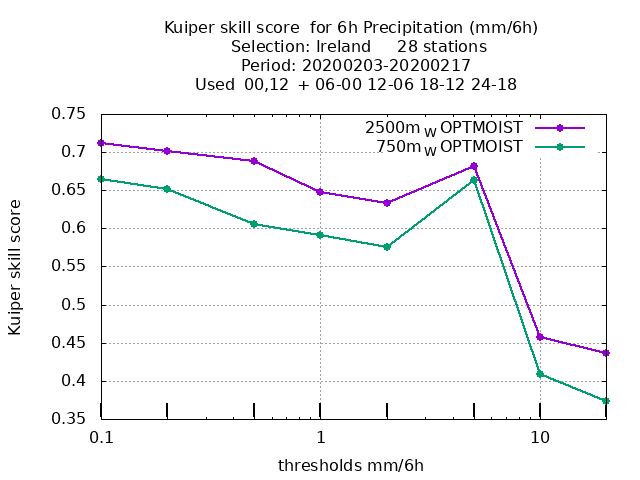 Kuiper skill score  for 6h Precipitation (mm/6h)
Selection: Ireland     28 stations
Period: 20200203-20200217
Used  00,12  + 06-00 12-06 18-12 24-18
2500m W OPTMOIST
750m W OPTMOIST
0.75
0.7
0.65
0.6
0.55
0.5
0.45
0.4
0.35
Kuiper skill score
0.1 1 10
thresholds mm/6h